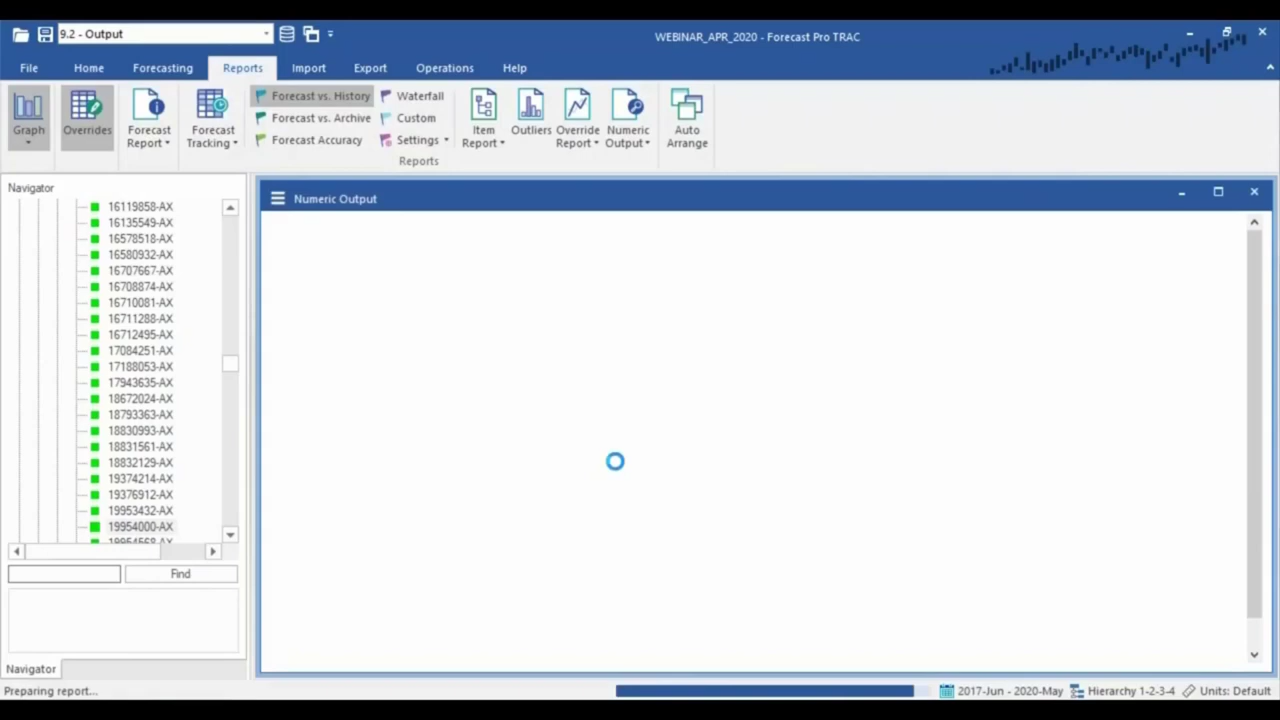 9.2 - Output
WEBINAR_APR_2020 - Forecast Pro TRAC
File Home Forecasting Reports Import Export Operations Help
Graph
Overrides
Forecast
Report
Forecast
Tracking
Forecast vs. History
Forecast vs. Archive
Forecast Accuracy
Waterfall
Custom
Settings
Item
Report
Outliers
Override
Report
Numeric
Output
Auto
Arrange
Reports
Navigator
Numeric Output
16119858-AX
16135549-AX
16578518-AX
16580932-AX
16707667-AX
16708874-AX
16710081-AX
16711288-AX
16712495-AX
17084251-AX
17188053-AX
17943635-AX
18672024-AX
18793363-AX
18830993-AX
18831561-AX
18832129-AX
19374214-AX
19376912-AX
19953432-AX
19954000-AX
19954568-AX
Find
Navigator
Preparing report...
2017-Jun - 2020-May Hierarchy 1-2-3-4 Units: Default